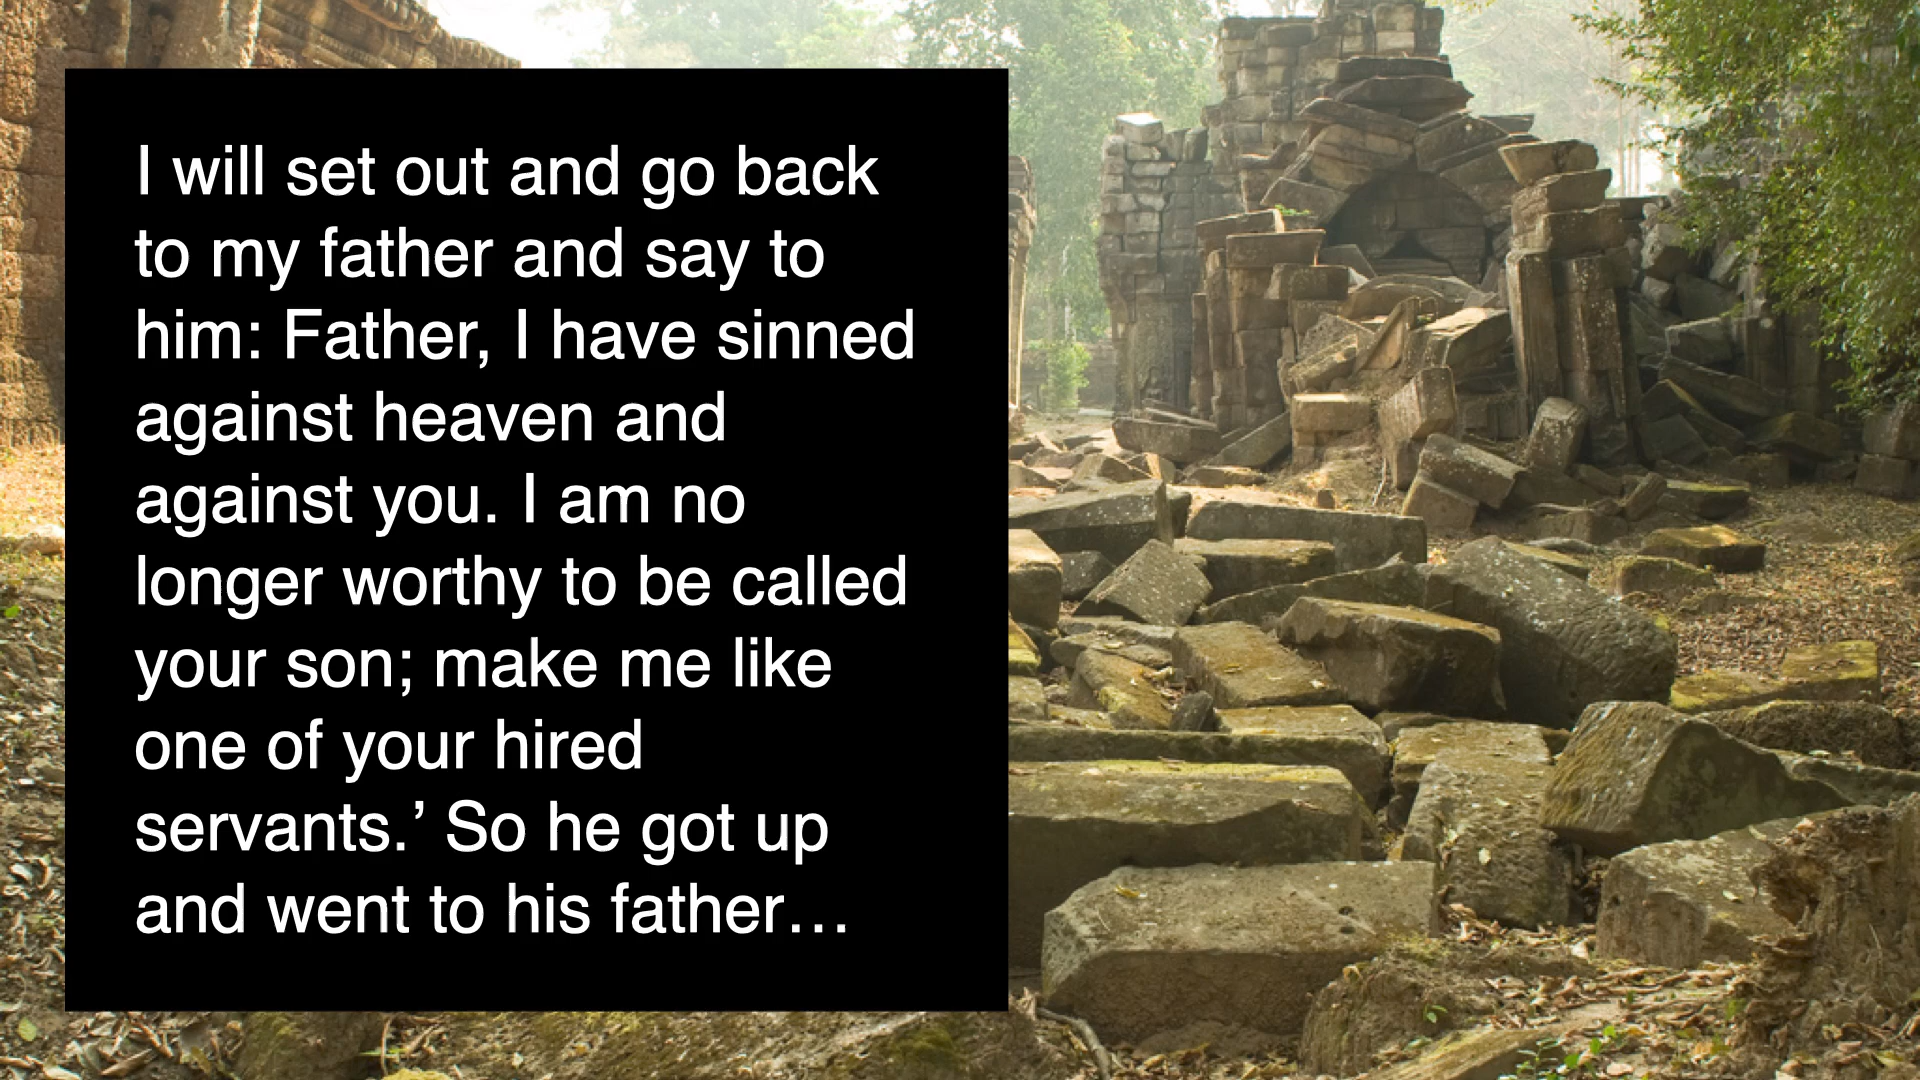 I will set out and go back
to my father and say to
him: Father, I have sinned
against heaven and
against you. I am no
longer worthy to be called
your son; make me like
one of your hired
servants.’ So he got up
and went to his father…